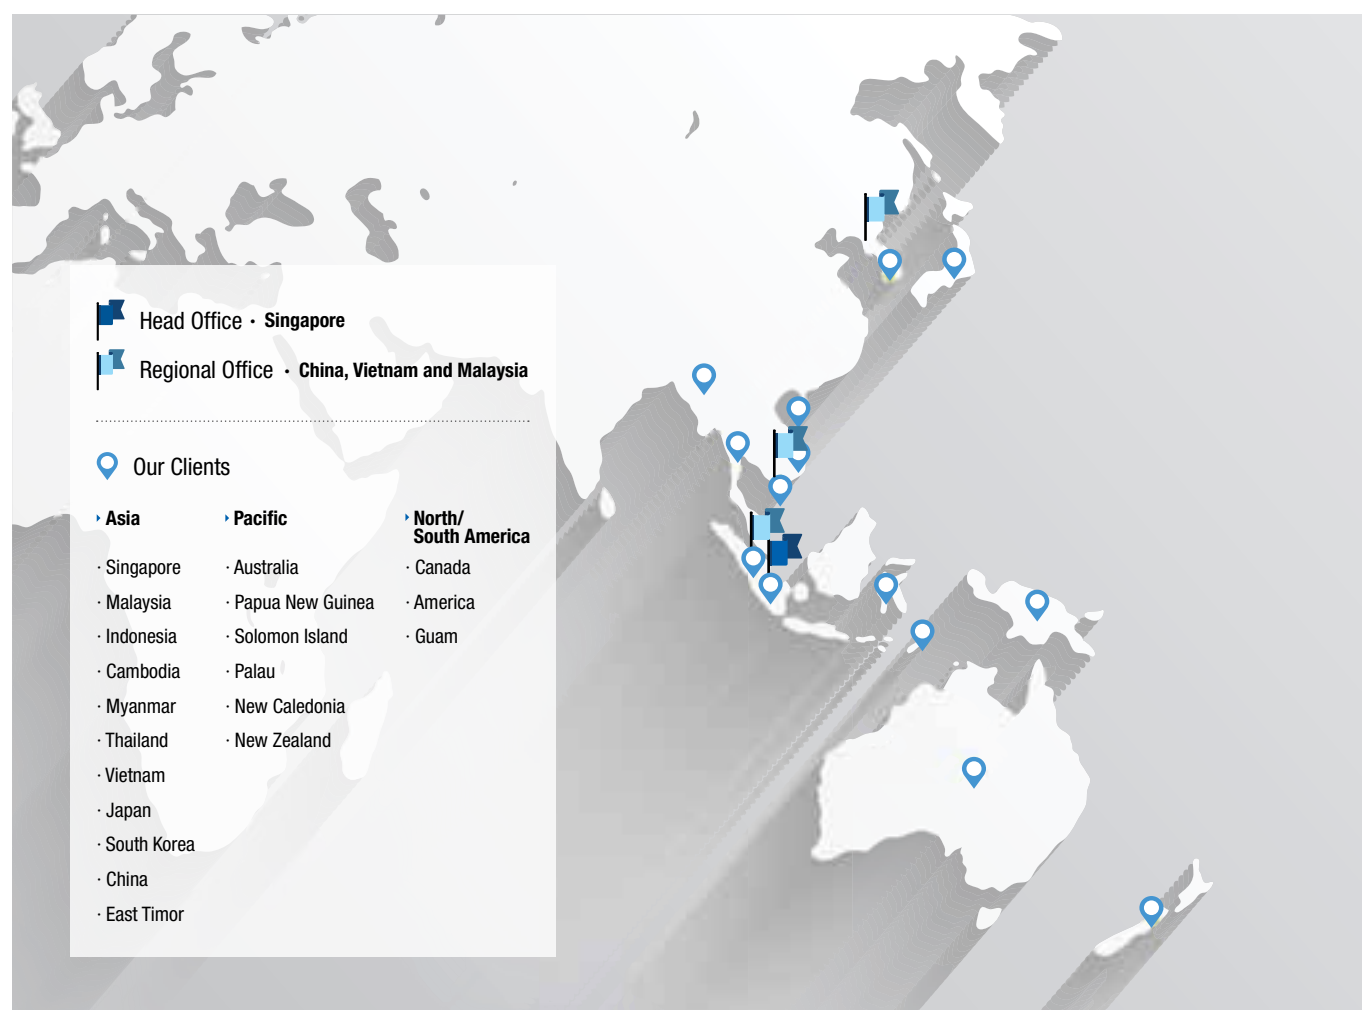 Head Office · Singapore
Regional Office · China, Vietnam and Malaysia
Our Clients
Asia
· Singapore
· Malaysia
· Indonesia
· Cambodia
· Myanmar
· Thailand
· Vietnam
· Japan
· South Korea
· China
· East Timor
Pacific
· Australia
· Papua New Guinea
· Solomon Island
· Palau
· New Caledonia
· New Zealand
North/
South America
· Canada
· America
· Guam